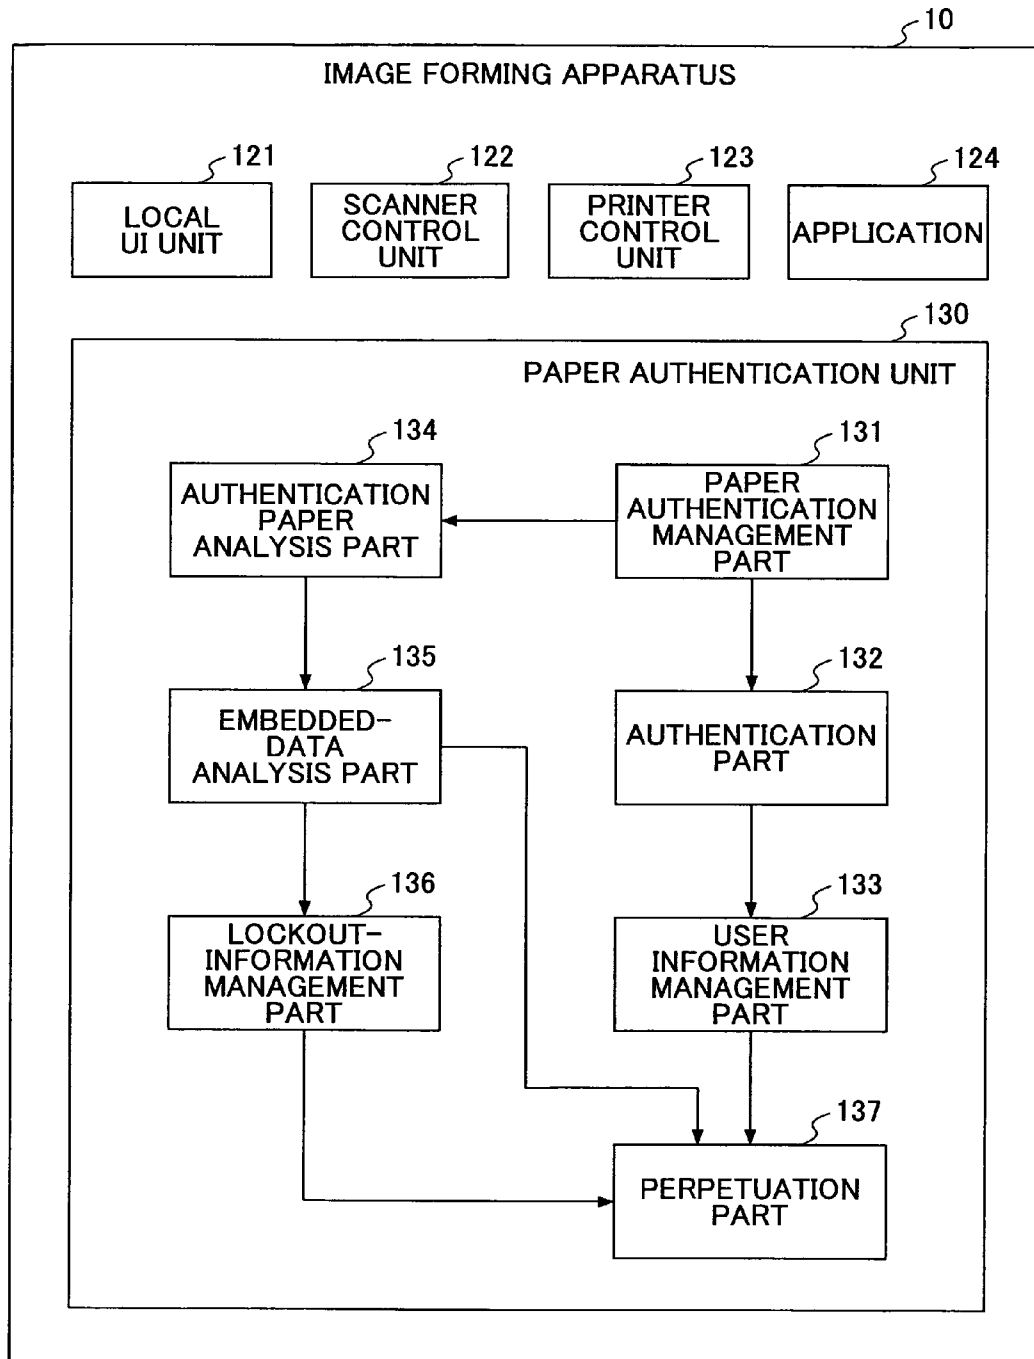 10
IMAGE FORMING APPARATUS
121
122
123
124
LOCAL
UI UNIT
SCANNER
CONTROL
UNIT
PRINTER
CONTROL
UNIT
APPLICATION
130
PAPER AUTHENTICATION UNIT
134
131
AUTHENTICATION
PAPER
ANALYSIS PART
PAPER
AUTHENTICATION
MANAGEMENT
PART
135
132
EMBEDDED-
DATA
ANALYSIS PART
AUTHENTICATION
PART
136
133
LOCKOUT-
INFORMATION
MANAGEMENT
PART
USER
INFORMATION
MANAGEMENT
PART
137
PERPETUATION
PART